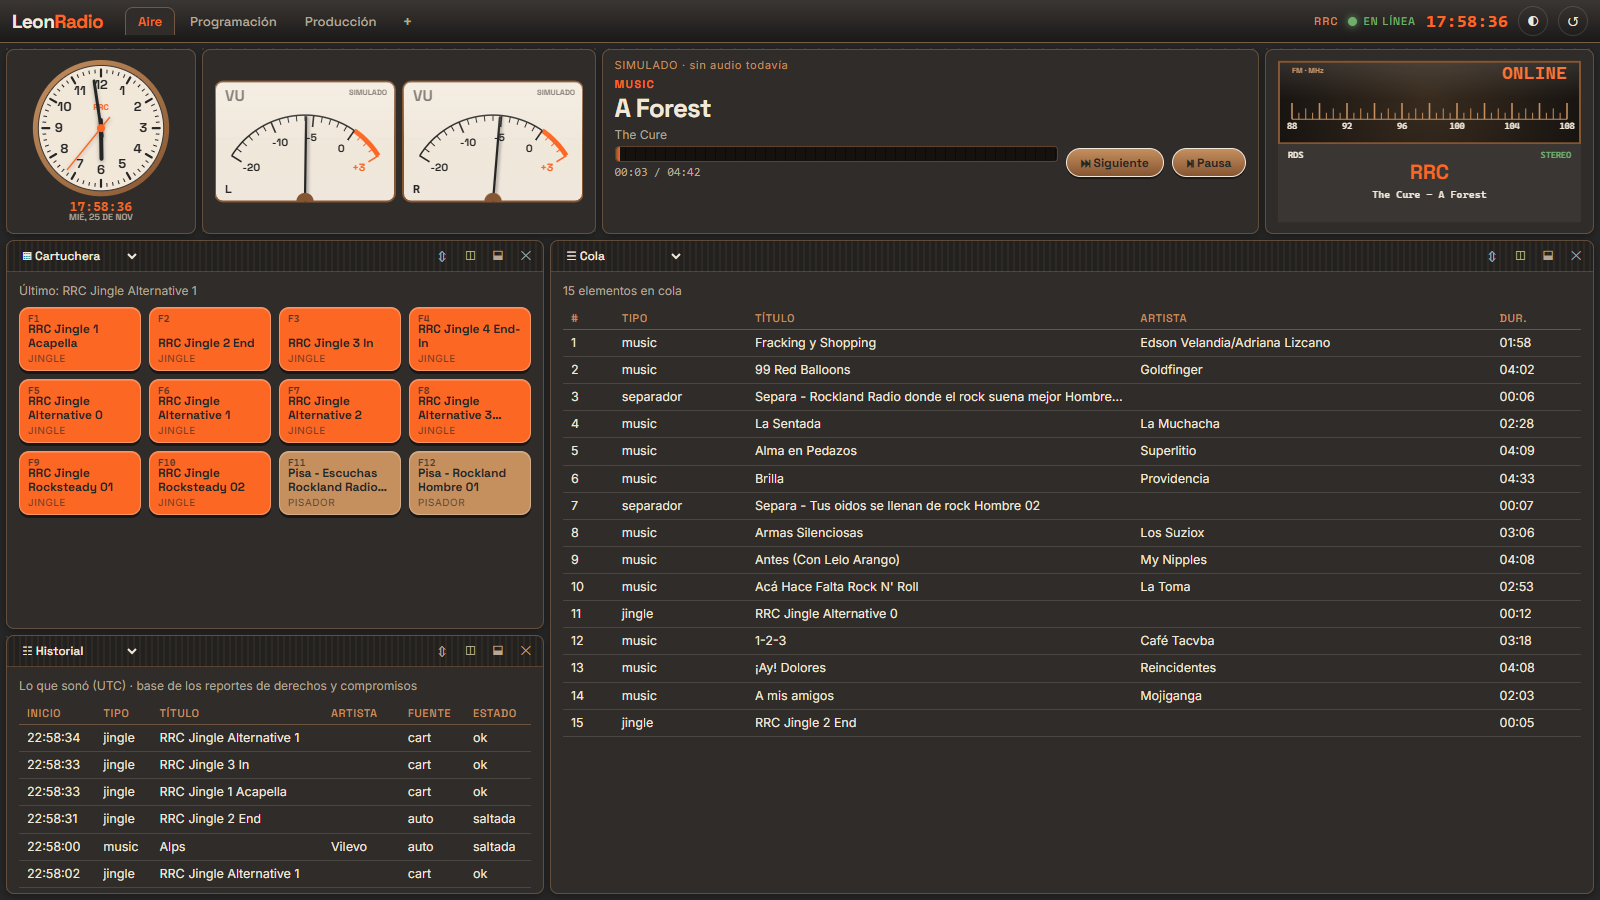 LeonRadio
Aire
Programación
Producción
+
RRC
EN LÍNEA
17:58:36
12
1
2
3
4
5
6
7
8
9
10
11
RRC
17:58:36
MIÉ, 25 DE NOV
VU
SIMULADO
-20
-10
-5
0
+3
L
VU
SIMULADO
-20
-10
-5
0
+3
R
SIMULADO · sin audio todavía
MUSIC
A Forest
The Cure
00:03 / 04:42
Siguiente
Pausa
FM · MHz
ONLINE
88 92 96 100 104 108
RDS
STEREO
RRC
The Cure — A Forest
Cartuchera
Último: RRC Jingle Alternative 1
F1
RRC Jingle 1
Acapella
JINGLE
F2
RRC Jingle 2 End
JINGLE
F3
RRC Jingle 3 In
JINGLE
F4
RRC Jingle 4 End-
In
JINGLE
F5
RRC Jingle
Alternative 0
JINGLE
F6
RRC Jingle
Alternative 1
JINGLE
F7
RRC Jingle
Alternative 2
JINGLE
F8
RRC Jingle
Alternative 3...
JINGLE
F9
RRC Jingle
Rocksteady 01
JINGLE
F10
RRC Jingle
Rocksteady 02
JINGLE
F11
Pisa - Escuchas
Rockland Radio...
PISADOR
F12
Pisa - Rockland
Hombre 01
PISADOR
Historial
Lo que sonó (UTC) · base de los reportes de derechos y compromisos
INICIO TIPO TÍTULO ARTISTA FUENTE ESTADO
22:58:34 jingle RRC Jingle Alternative 1 cart ok
22:58:33 jingle RRC Jingle 3 In cart ok
22:58:33 jingle RRC Jingle 1 Acapella cart ok
22:58:31 jingle RRC Jingle 2 End auto saltada
22:58:00 music Alps Vilevo auto saltada
22:58:02 jingle RRC Jingle Alternative 1 cart ok
Cola
15 elementos en cola
# TIPO TÍTULO ARTISTA DUR.
1 music Fracking y Shopping Edson Velandia/Adriana Lizcano 01:58
2 music 99 Red Balloons Goldfinger 04:02
3 separador Separa - Rockland Radio donde el rock suena mejor Hombre... 00:06
4 music La Sentada La Muchacha 02:28
5 music Alma en Pedazos Superlitio 04:09
6 music Brilla Providencia 04:33
7 separador Separa - Tus oidos se llenan de rock Hombre 02 00:07
8 music Armas Silenciosas Los Suziox 03:06
9 music Antes (Con Lelo Arango) My Nipples 04:08
10 music Acá Hace Falta Rock N' Roll La Toma 02:53
11 jingle RRC Jingle Alternative 0 00:12
12 music 1-2-3 Café Tacvba 03:18
13 music ¡Ay! Dolores Reincidentes 04:08
14 music A mis amigos Mojiganga 02:03
15 jingle RRC Jingle 2 End 00:05